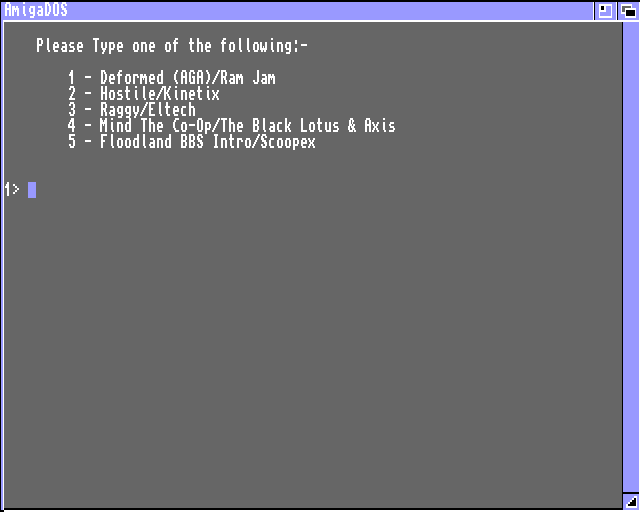 AmigaDOS
Please Type one of the following:-
1 - Deformed (AGA)/Ram Jam
2 - Hostile/Kinetix
3 - Raggy/Eltech
4 - Mind The Co-Op/The Black Lotus & Axis
5 - Floodland BBS Intro/Scoopex
1>